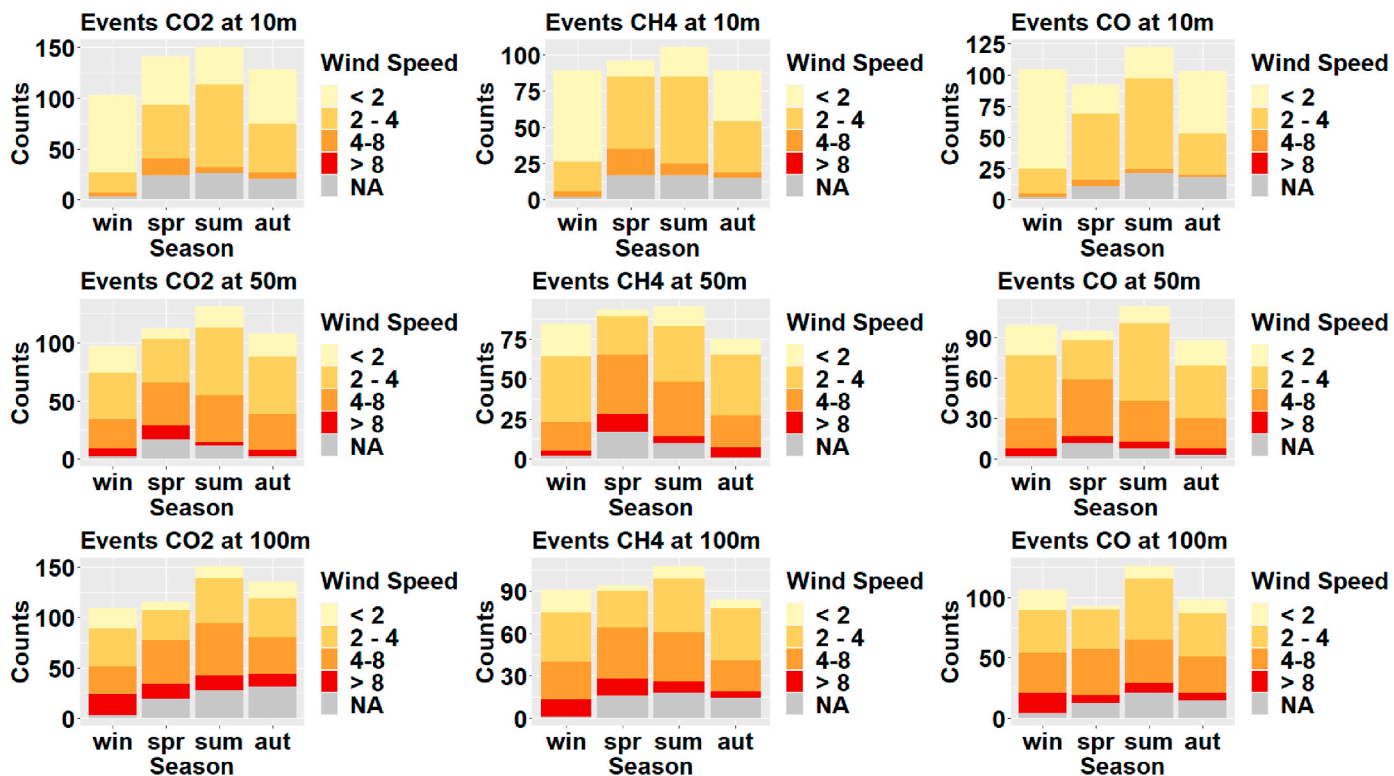 Events CO2 at 10m
Counts
150
100
50
0
win spr sum aut
Season
Wind Speed
< 2
2 - 4
4-8
> 8
NA
Events CH4 at 10m
Counts
100
75
50
25
0
win spr sum aut
Season
Wind Speed
< 2
2 - 4
4-8
> 8
NA
Events CO at 10m
Counts
125
100
75
50
25
0
win spr sum aut
Season
Wind Speed
< 2
2 - 4
4-8
> 8
NA
Events CO2 at 50m
Counts
100
50
0
win spr sum aut
Season
Wind Speed
< 2
2 - 4
4-8
> 8
NA
Events CH4 at 50m
Counts
75
50
25
0
win spr sum aut
Season
Wind Speed
< 2
2 - 4
4-8
> 8
NA
Events CO at 50m
Counts
90
60
30
0
win spr sum aut
Season
Wind Speed
< 2
2 - 4
4-8
> 8
NA
Events CO2 at 100m
Counts
150
100
50
0
win spr sum aut
Season
Wind Speed
< 2
2 - 4
4-8
> 8
NA
Events CH4 at 100m
Counts
90
60
30
0
win spr sum aut
Season
Wind Speed
< 2
2 - 4
4-8
> 8
NA
Events CO at 100m
Counts
100
50
0
win spr sum aut
Season
Wind Speed
< 2
2 - 4
4-8
> 8
NA